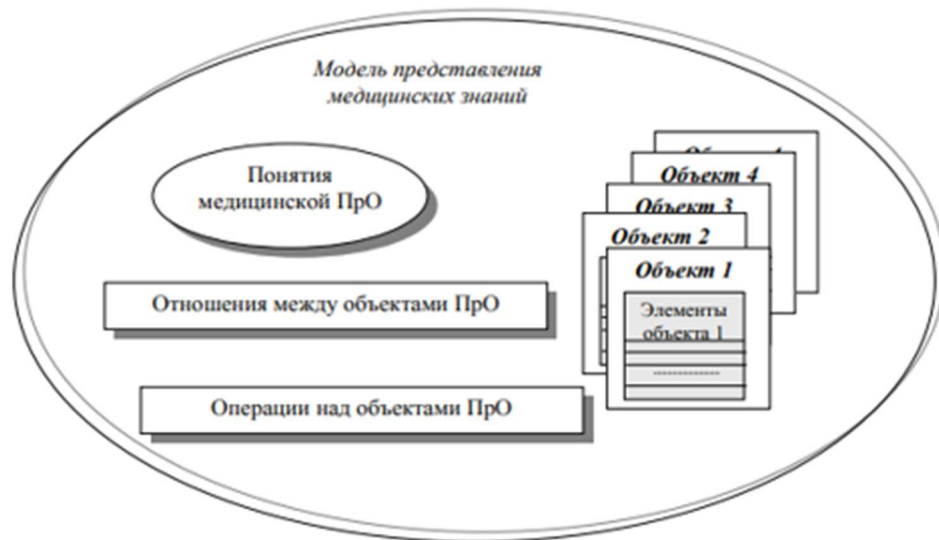 Модель представления
медицинских знаний
Понятия
медицинской ПрО
Объект 4
Объект 3
Объект 2
Объект 1
Отношения между объектами ПрО
Элементы
объекта 1
-------------
Операции над объектами ПрО